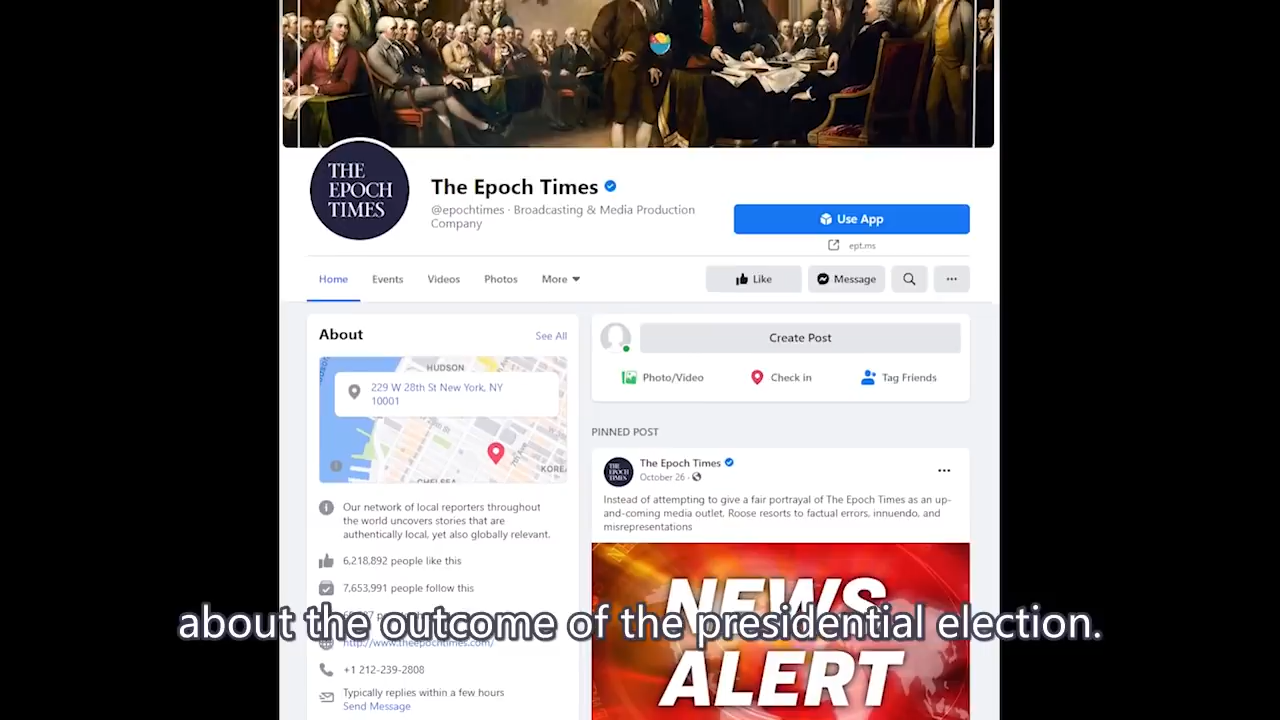 THE
EPOCH
TIMES
The Epoch Times
@epochtimes · Broadcasting & Media Production
Company
Use App
ept.ms
Home
Events
Videos
Photos
More
Like
Message
About
See All
HUDSON
229 W 28th St New York, NY
10001
7th Ave
KOREA
CHELSEA
Our network of local reporters throughout
the world uncovers stories that are
authentically local, yet also globally relevant.
6,218,892 people like this
7,653,991 people follow this
http://www.theepochtimes.com/
+1 212-239-2808
Typically replies within a few hours
Send Message
Create Post
Photo/Video
Check in
Tag Friends
PINNED POST
THE
EPOCH
TIMES
The Epoch Times
October 26 ·
Instead of attempting to give a fair portrayal of The Epoch Times as an up-
and-coming media outlet, Roose resorts to factual errors, innuendo, and
misrepresentations
NEWS
ALERT
about the outcome of the presidential election.